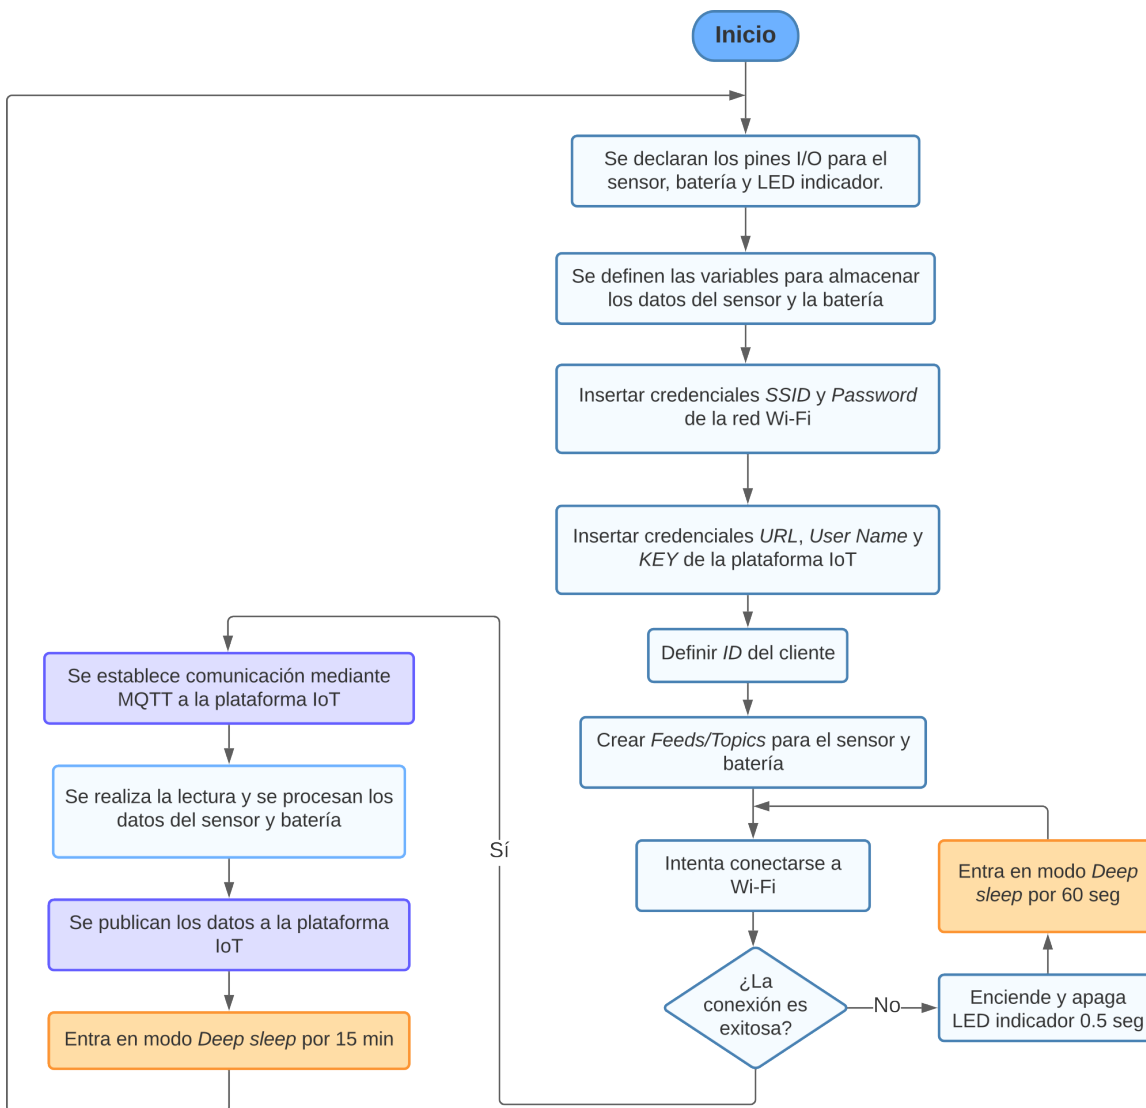 Inicio
Se declaran los pines I/O para el
sensor, batería y LED indicador.
Se definen las variables para almacenar
los datos del sensor y la batería
Insertar credenciales SSID y Password
de la red Wi-Fi
Insertar credenciales URL, User Name y
KEY de la plataforma IoT
Definir ID del cliente
Crear Feeds/Topics para el sensor y
batería
Intenta conectarse a
Wi-Fi
¿La
conexión es
exitosa?
No
Enciende y apaga
LED indicador 0.5 seg
Entra en modo Deep
sleep por 60 seg
Sí
Se establece comunicación mediante
MQTT a la plataforma IoT
Se realiza la lectura y se procesan los
datos del sensor y batería
Se publican los datos a la plataforma
IoT
Entra en modo Deep sleep por 15 min